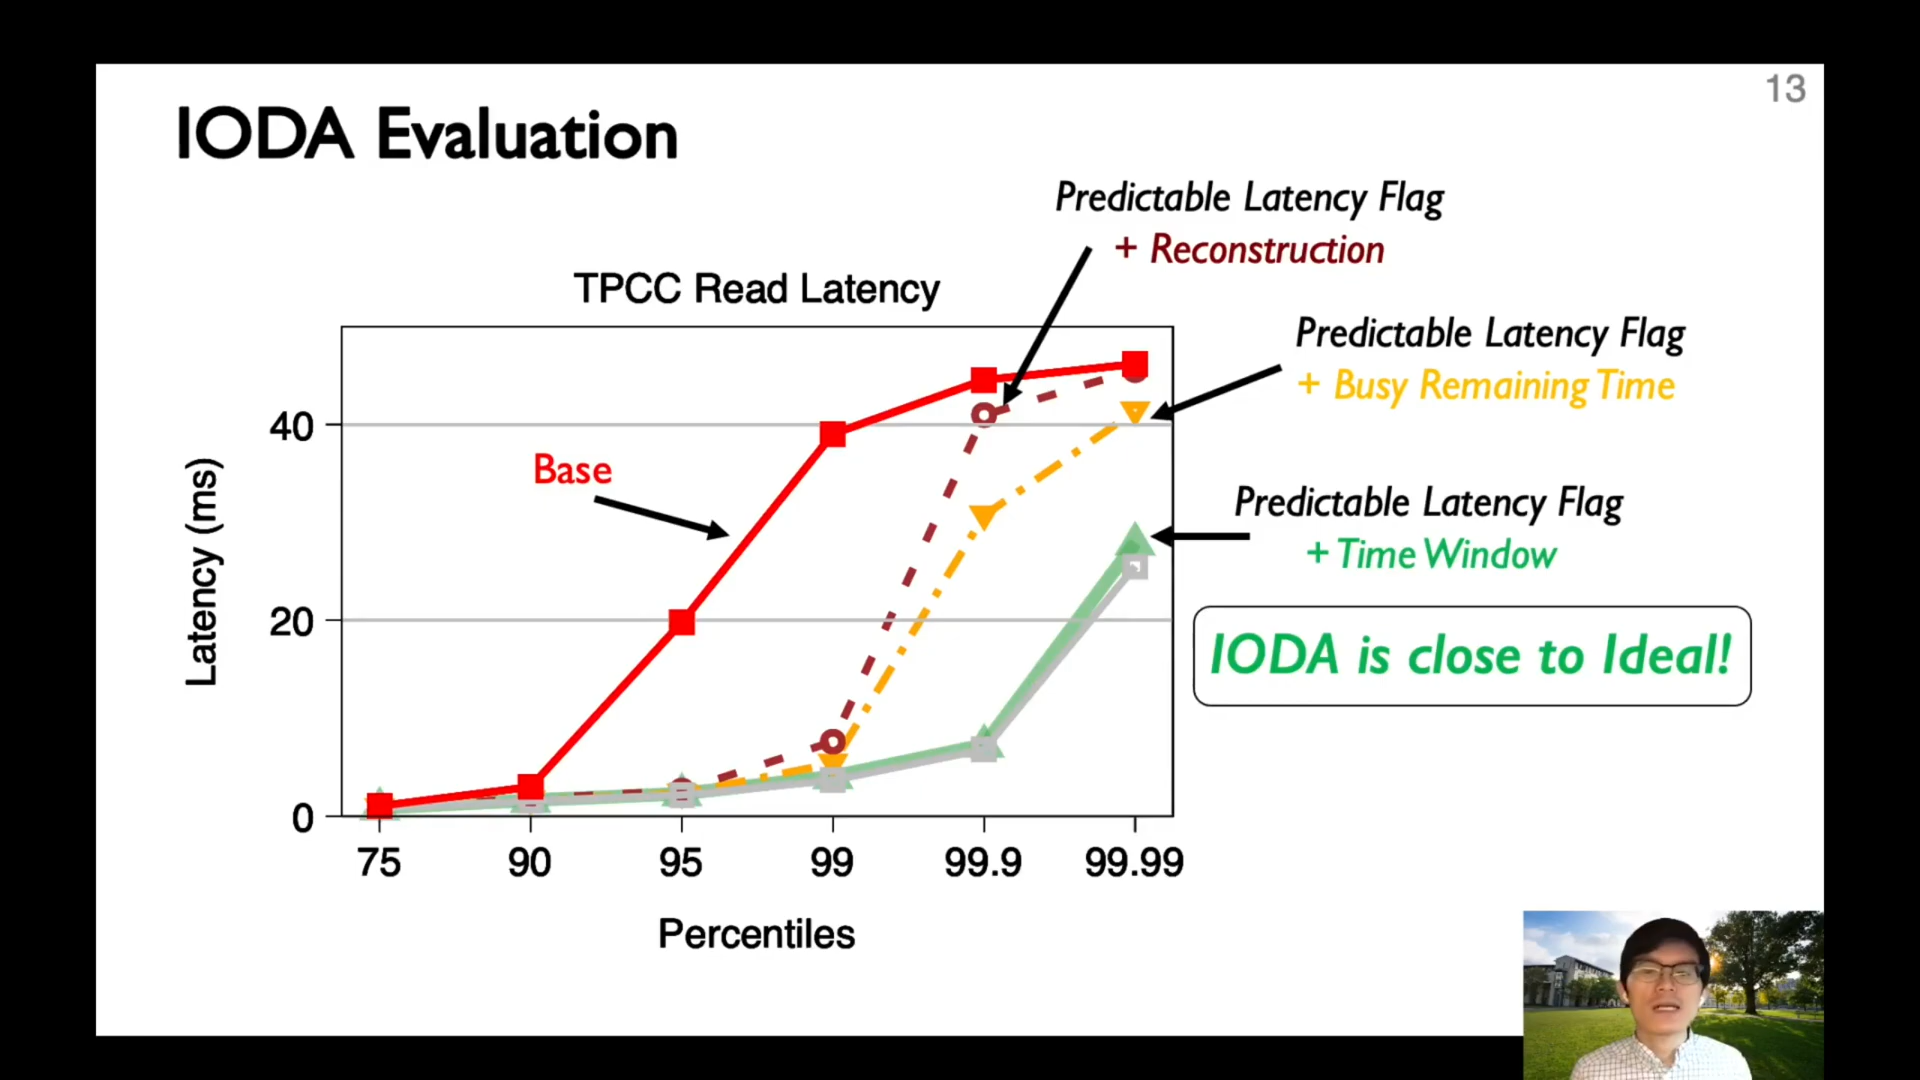 13
IODA Evaluation
Predictable Latency Flag
+ Reconstruction
TPCC Read Latency
Predictable Latency Flag
+ Busy Remaining Time
Base
Predictable Latency Flag
+ Time Window
IODA is close to Ideal!
Latency (ms)
40
20
0
75 90 95 99 99.9 99.99
Percentiles